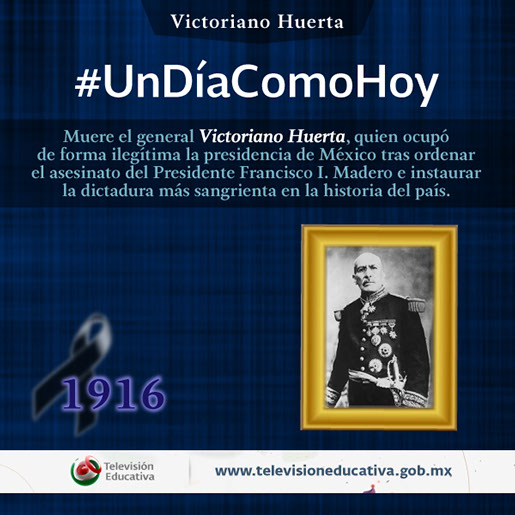 Victoriano Huerta
#UnDíaComoHoy
Muere el general Victoriano Huerta, quien ocupó
de forma ilegítima la presidencia de México tras ordenar
el asesinato del Presidente Francisco I. Madero e instaurar
la dictadura más sangrienta en la historia del país.
1916
Televisión
Educativa
www.televisioneducativa.gob.mx